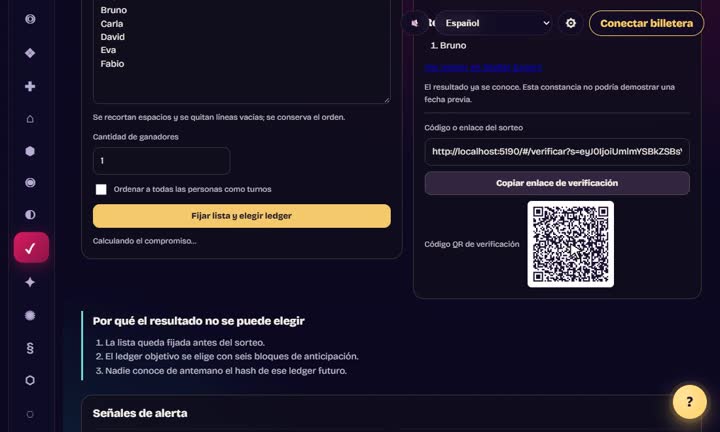 Bruno
Carla
David
Eva
Fabio
Se recortan espacios y se quitan líneas vacías; se conserva el orden.
Cantidad de ganadores
1
Ordenar a todas las personas como turnos
Fijar lista y elegir ledger
Calculando el compromiso...
Español
Conectar billetera
1. Bruno
El resultado ya se conoce. Esta constancia no podría demostrar una
fecha previa.
Código o enlace del sorteo
Copiar enlace de verificación
Código QR de verificación
Por qué el resultado no se puede elegir
1. La lista queda fijada antes del sorteo.
2. El ledger objetivo se elige con seis bloques de anticipación.
3. Nadie conoce de antemano el hash de ese ledger futuro.
Señales de alerta
?